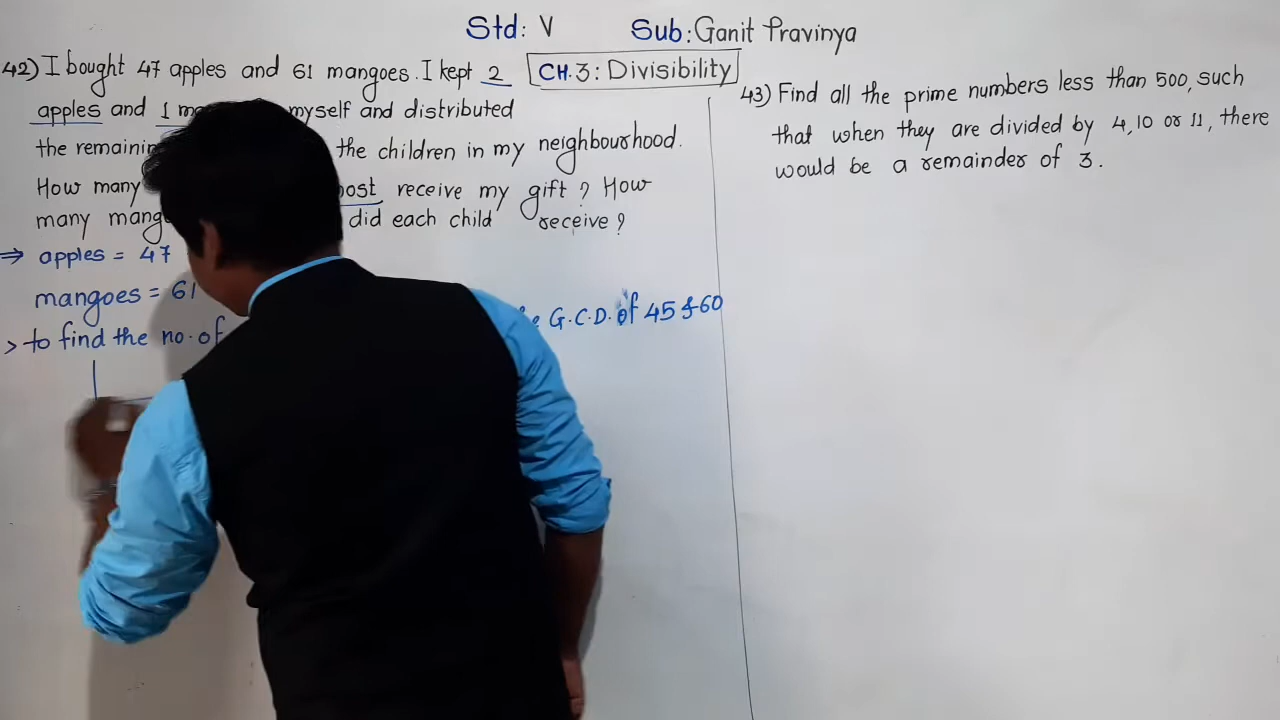 Std: V Sub: Ganit Pravinya
CH.3: Divisibility
42) I bought 47 apples and 61 mangoes. I kept 2
apples and 1 myself and distributed
the the children in my neighbourhood.
How many receive my gift? How
many did each child receive?
⇒ apples = 47
mangoes = 61
> to find the no. of G.C.D. of 45 & 60
43) Find all the prime numbers less than 500, such
that when they are divided by 4, 10 or 11, there
would be a remainder of 3.